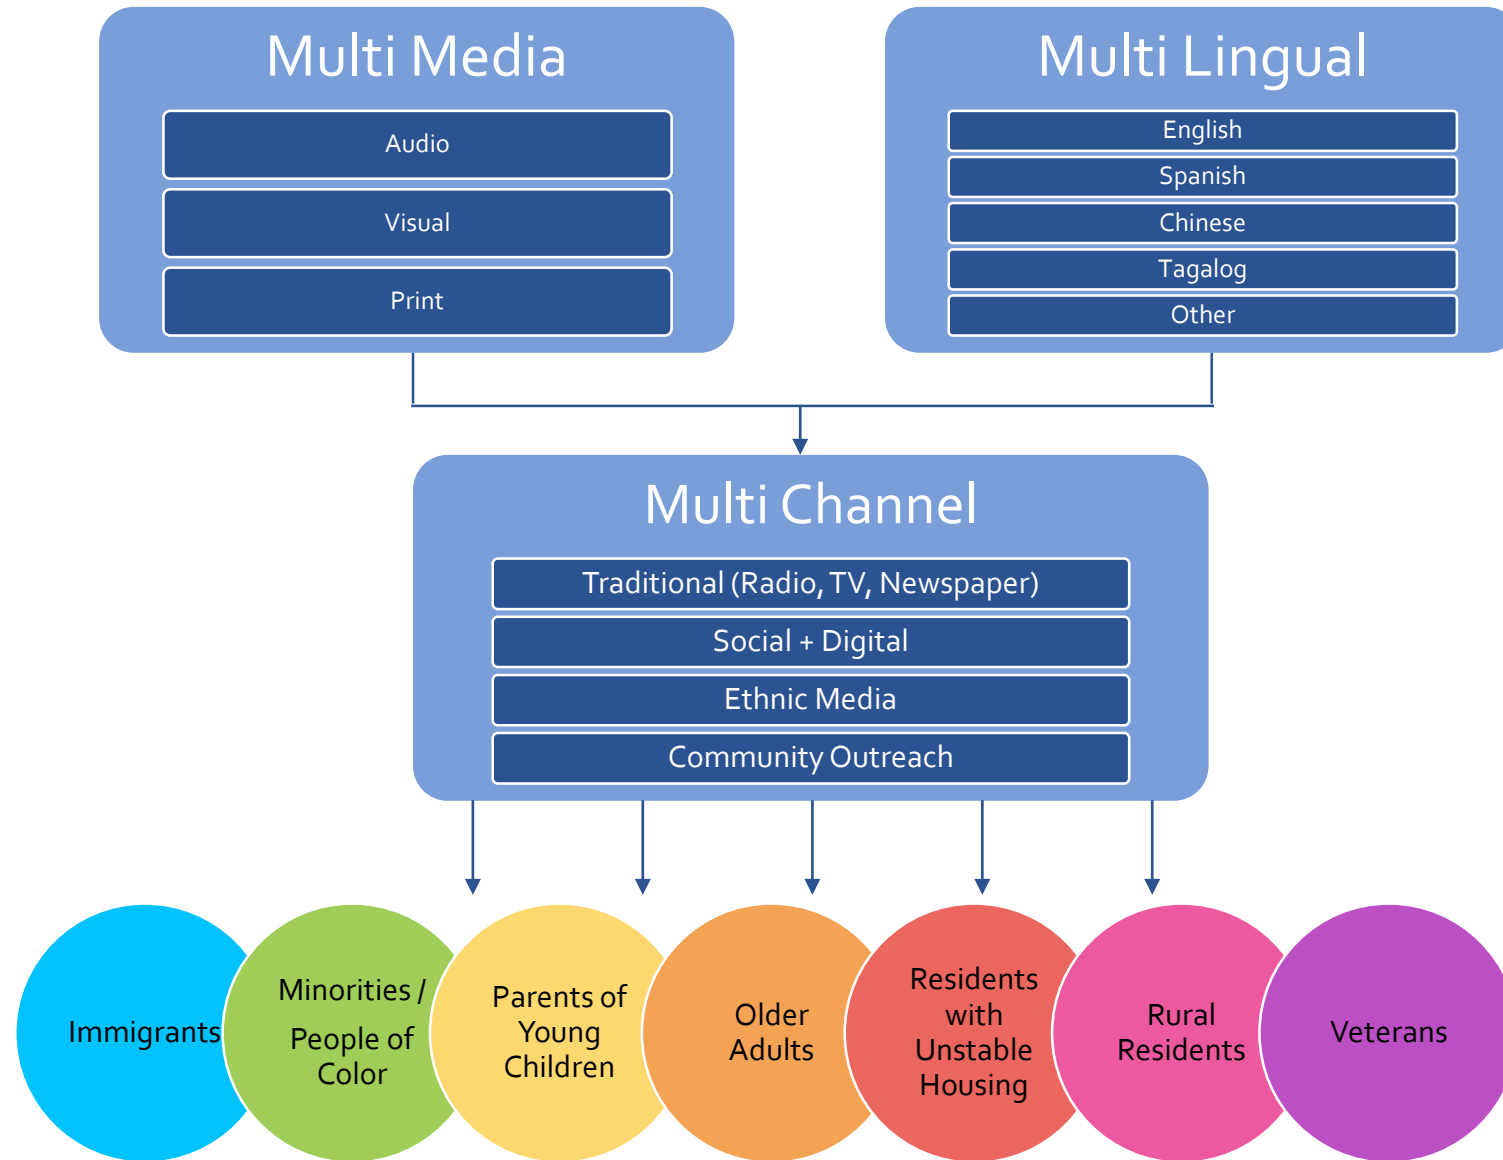 Multi Media
Audio
Visual
Print
Multi Lingual
English
Spanish
Chinese
Tagalog
Other
Multi Channel
Traditional (Radio, TV, Newspaper)
Social + Digital
Ethnic Media
Community Outreach
Immigrants
Minorities /
People of
Color
Parents of
Young
Children
Older
Adults
Residents
with
Unstable
Housing
Rural
Residents
Veterans